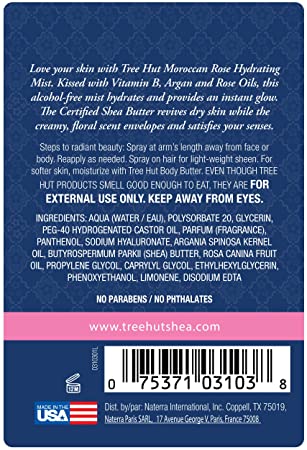 Love your skin with Tree Hut Moroccan Rose Hydrating
Mist. Kissed with Vitamin B, Argan and Rose Oils, this
alcohol-free mist hydrates and provides an instant glow.
The Certified Shea Butter revives dry skin while the
creamy, floral scent envelopes and satisfies your senses.
Steps to radiant beauty: Spray at arm's length away from face or
body. Reapply as needed. Spray on hair for light-weight sheen. For
softer skin, moisturize with Tree Hut Body Butter. EVEN THOUGH TREE
HUT PRODUCTS SMELL GOOD ENOUGH TO EAT, THEY ARE FOR
EXTERNAL USE ONLY. KEEP AWAY FROM EYES.
INGREDIENTS: AQUA (WATER / EAU), POLYSORBATE 20, GLYCERIN,
PEG-40 HYDROGENATED CASTOR OIL, PARFUM (FRAGRANCE),
PANTHENOL, SODIUM HYALURONATE, ARGANIA SPINOSA KERNEL
OIL, BUTYROSPERMUM PARKII (SHEA) BUTTER, ROSA CANINA FRUIT
OIL, PROPYLENE GLYCOL, CAPRYLYL GLYCOL, ETHYLHEXYLGLYCERIN,
PHENOXYETHANOL, LIMONENE, DISODIUM EDTA
NO PARABENS / NO PHTHALATES
www.treehutshea.com
0310301L
12M
0 75371 03103 8
MADE IN THE
USA
Dist. by/par: Naterra International, Inc. Coppell, TX 75019,
Naterra Paris SARL, 17 Avenue George V, Paris France 75008